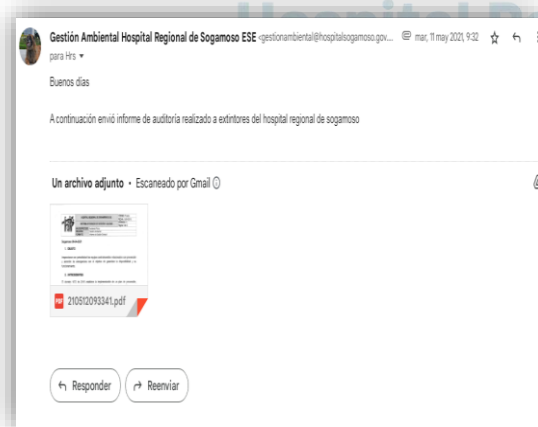 Hospital
Gestión Ambiental Hospital Regional de Sogamoso ESE <gestionambiental@hospitalsogamoso.gov... mar, 11 may 2021, 9:32
para Hrs
Buenos días
A continuación envió informe de auditoría realizado a extintores del hospital regional de sogamoso
Un archivo adjunto • Escaneado por Gmail
PDF 210512093341.pdf
Responder Reenviar